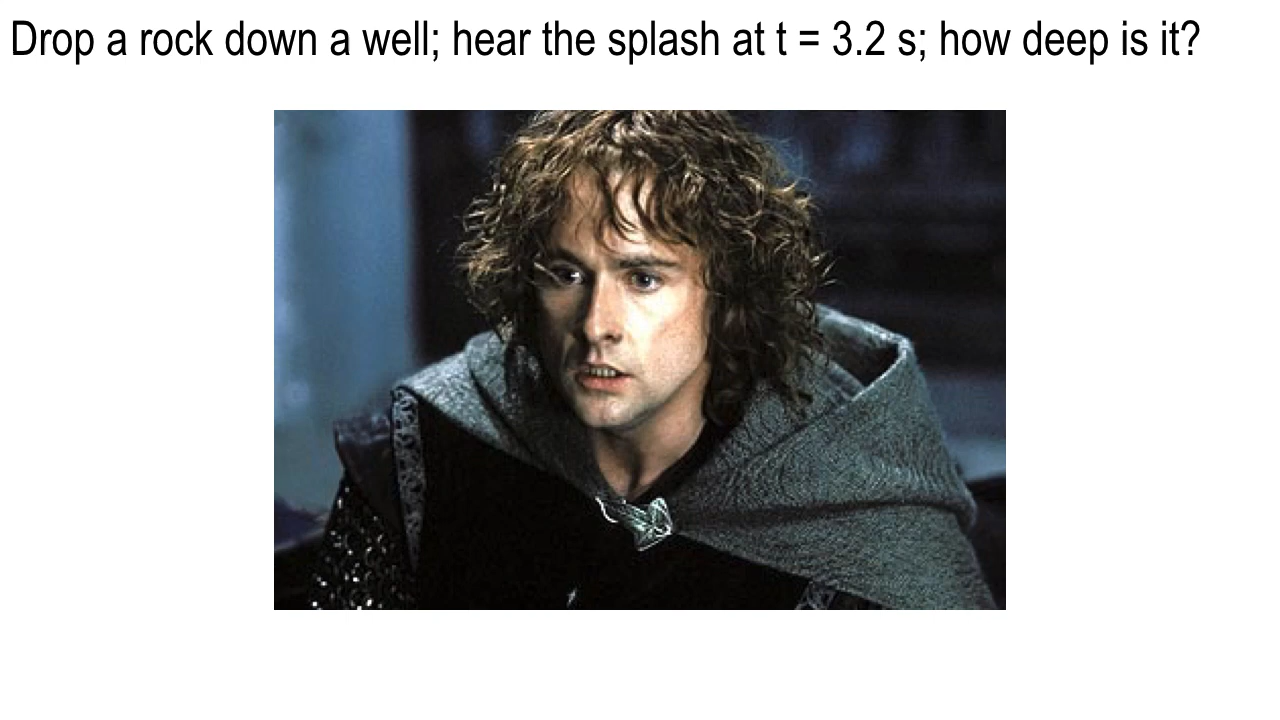 Drop a rock down a well; hear the splash at t = 3.2 s; how deep is it?